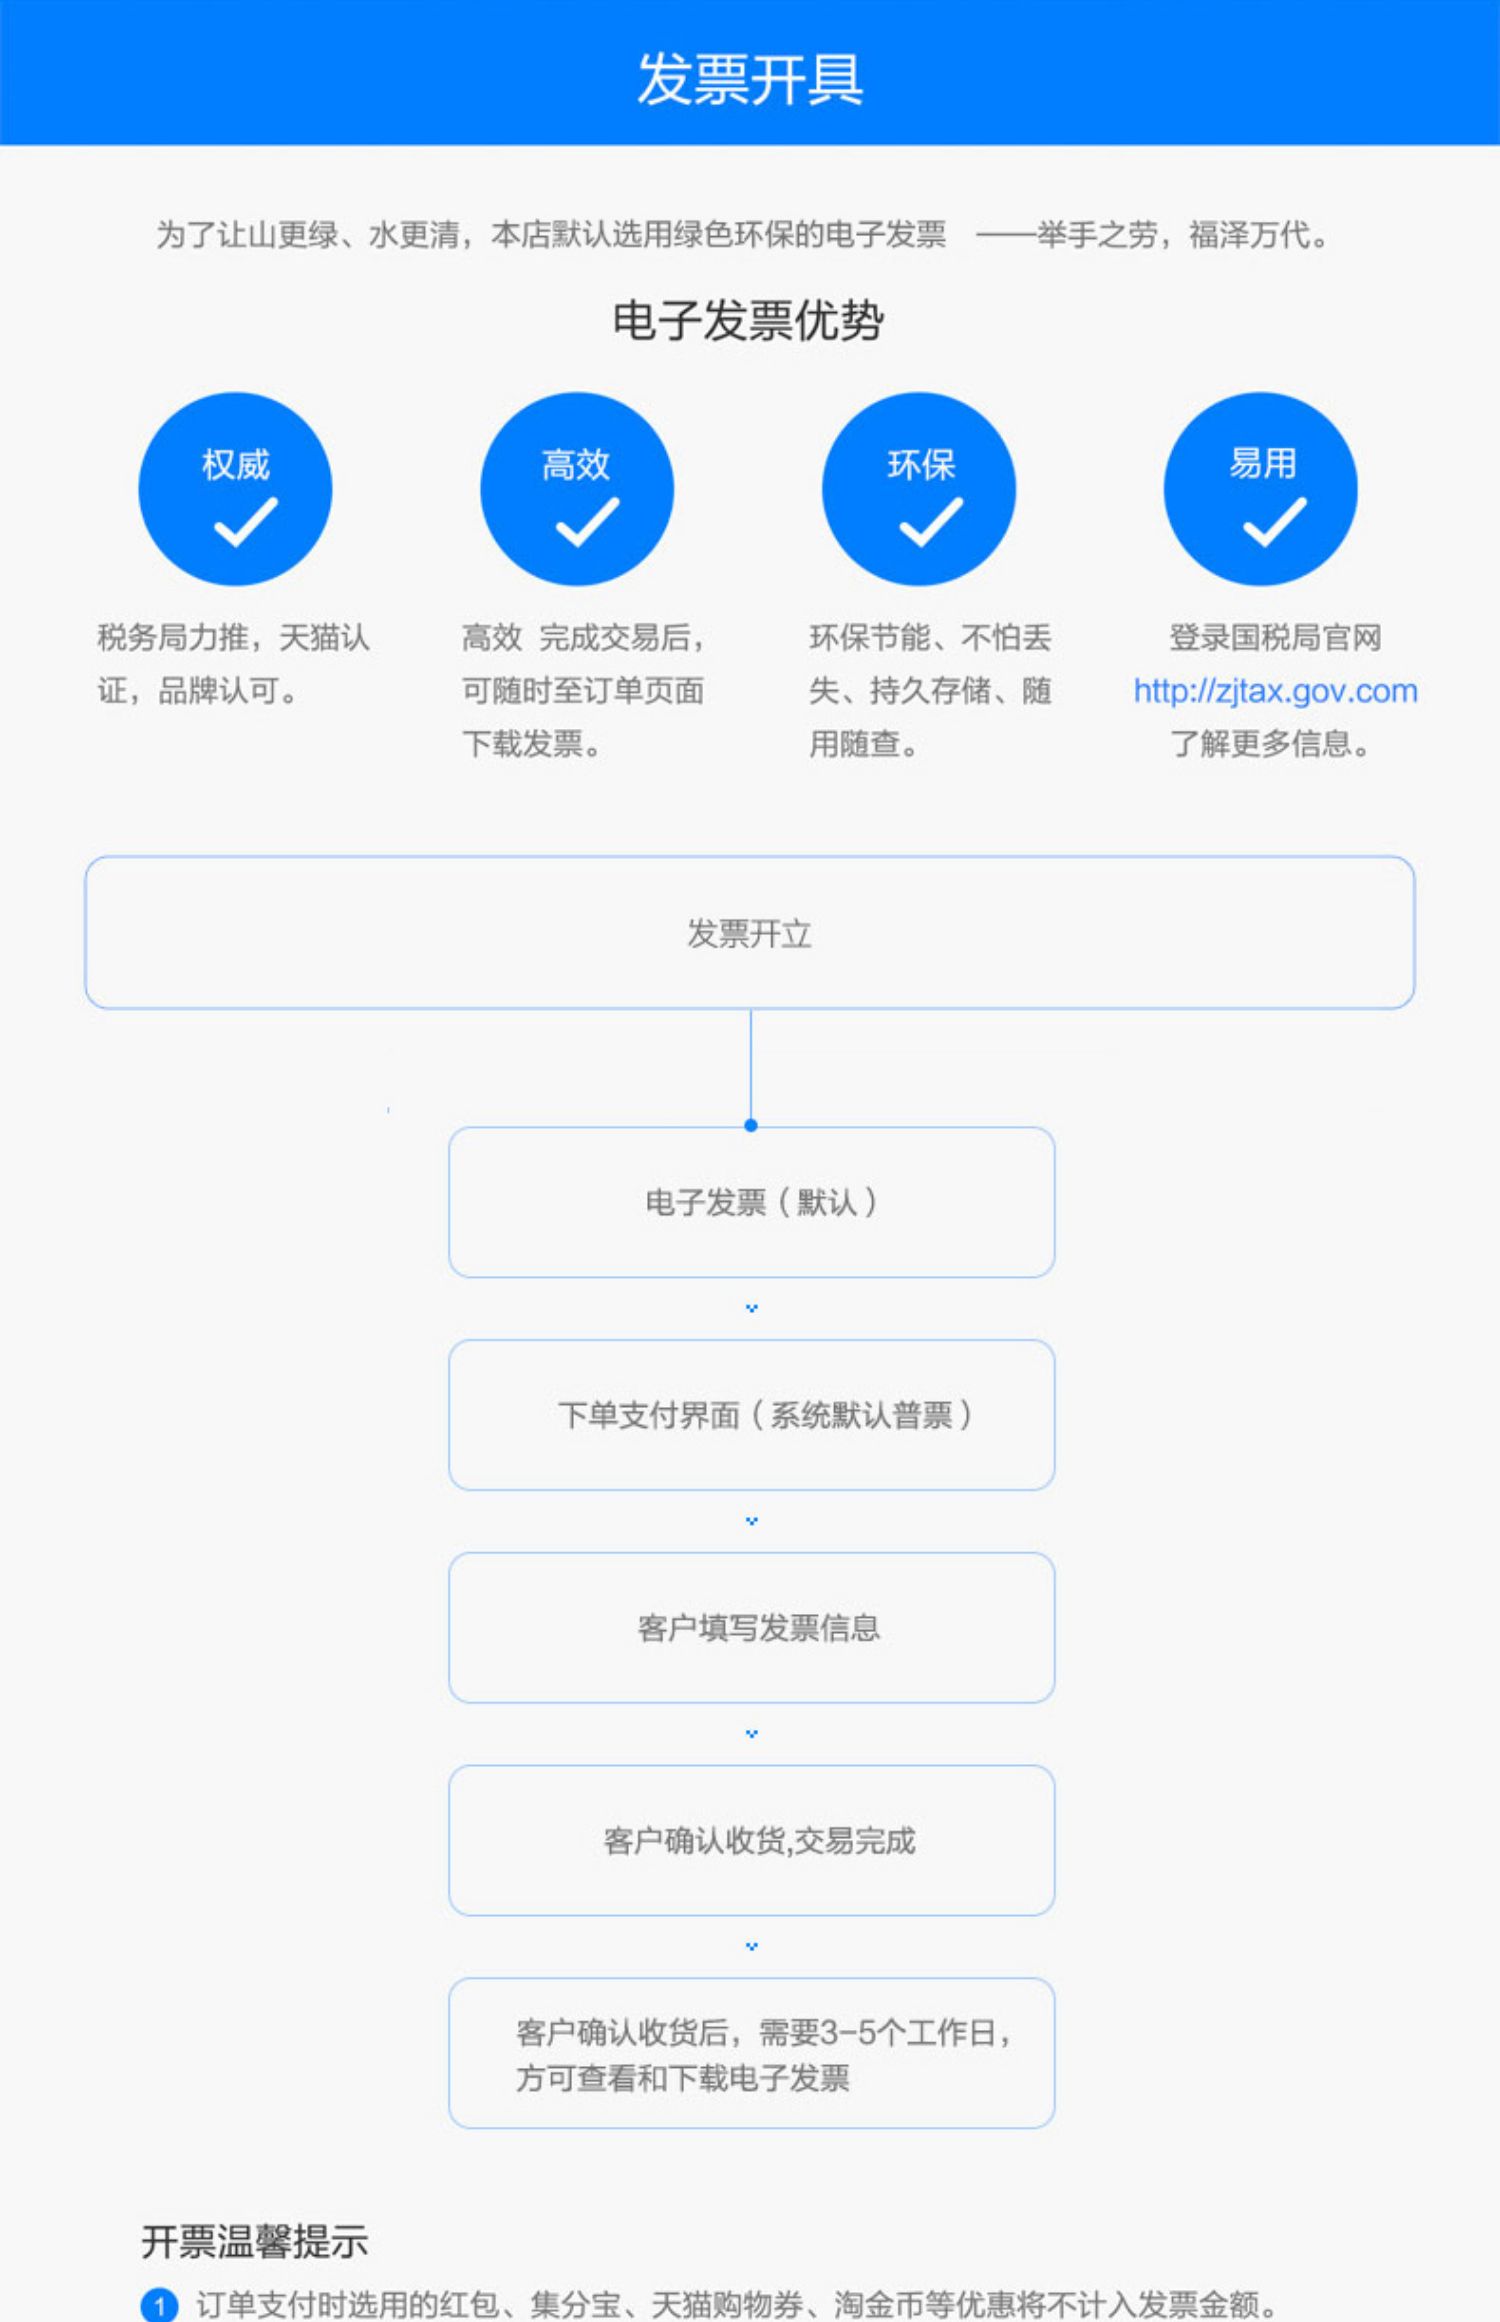 发票开具
为了让山更绿、水更清，本店默认选用绿色环保的电子发票 ——举手之劳，福泽万代。
电子发票优势
权威
高效
环保
易用
税务局力推，天猫认
证，品牌认可。
高效 完成交易后，
可随时至订单页面
下载发票。
环保节能、不怕丢
失、持久存储、随
用随查。
登录国税局官网
http://zjtax.gov.com
了解更多信息。
发票开立
电子发票（默认）
下单支付界面（系统默认普票）
客户填写发票信息
客户确认收货,交易完成
客户确认收货后，需要3-5个工作日，
方可查看和下载电子发票
开票温馨提示
1 订单支付时选用的红包、集分宝、天猫购物券、淘金币等优惠将不计入发票金额。